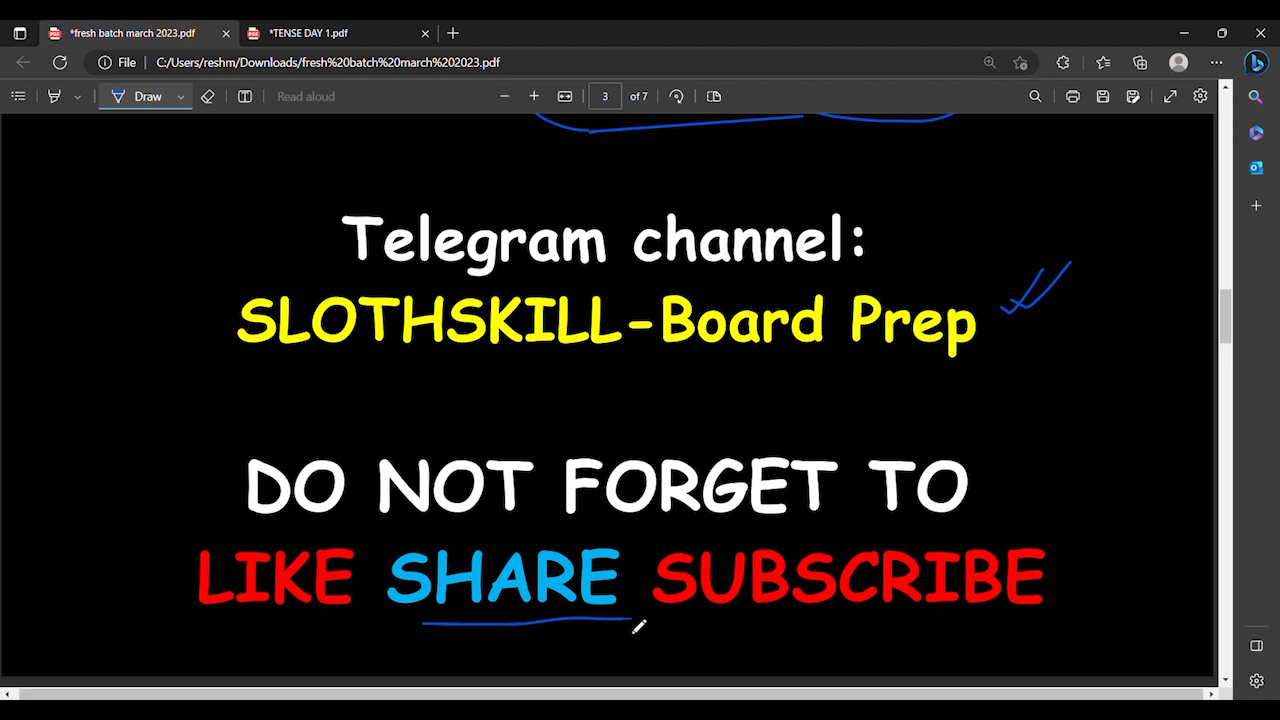 *fresh batch march 2023.pdf
*TENSE DAY 1.pdf
File C:/Users/reshm/Downloads/fresh%20batch%20march%202023.pdf
Draw Read aloud 3 of 7
Telegram channel:
SLOTHSKILL-Board Prep
DO NOT FORGET TO
LIKE SHARE SUBSCRIBE